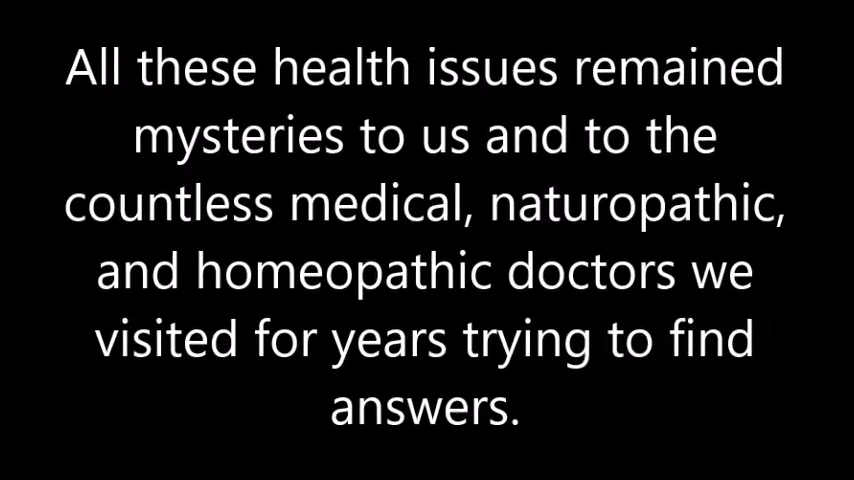 All these health issues remained
mysteries to us and to the
countless medical, naturopathic,
and homeopathic doctors we
visited for years trying to find
answers.